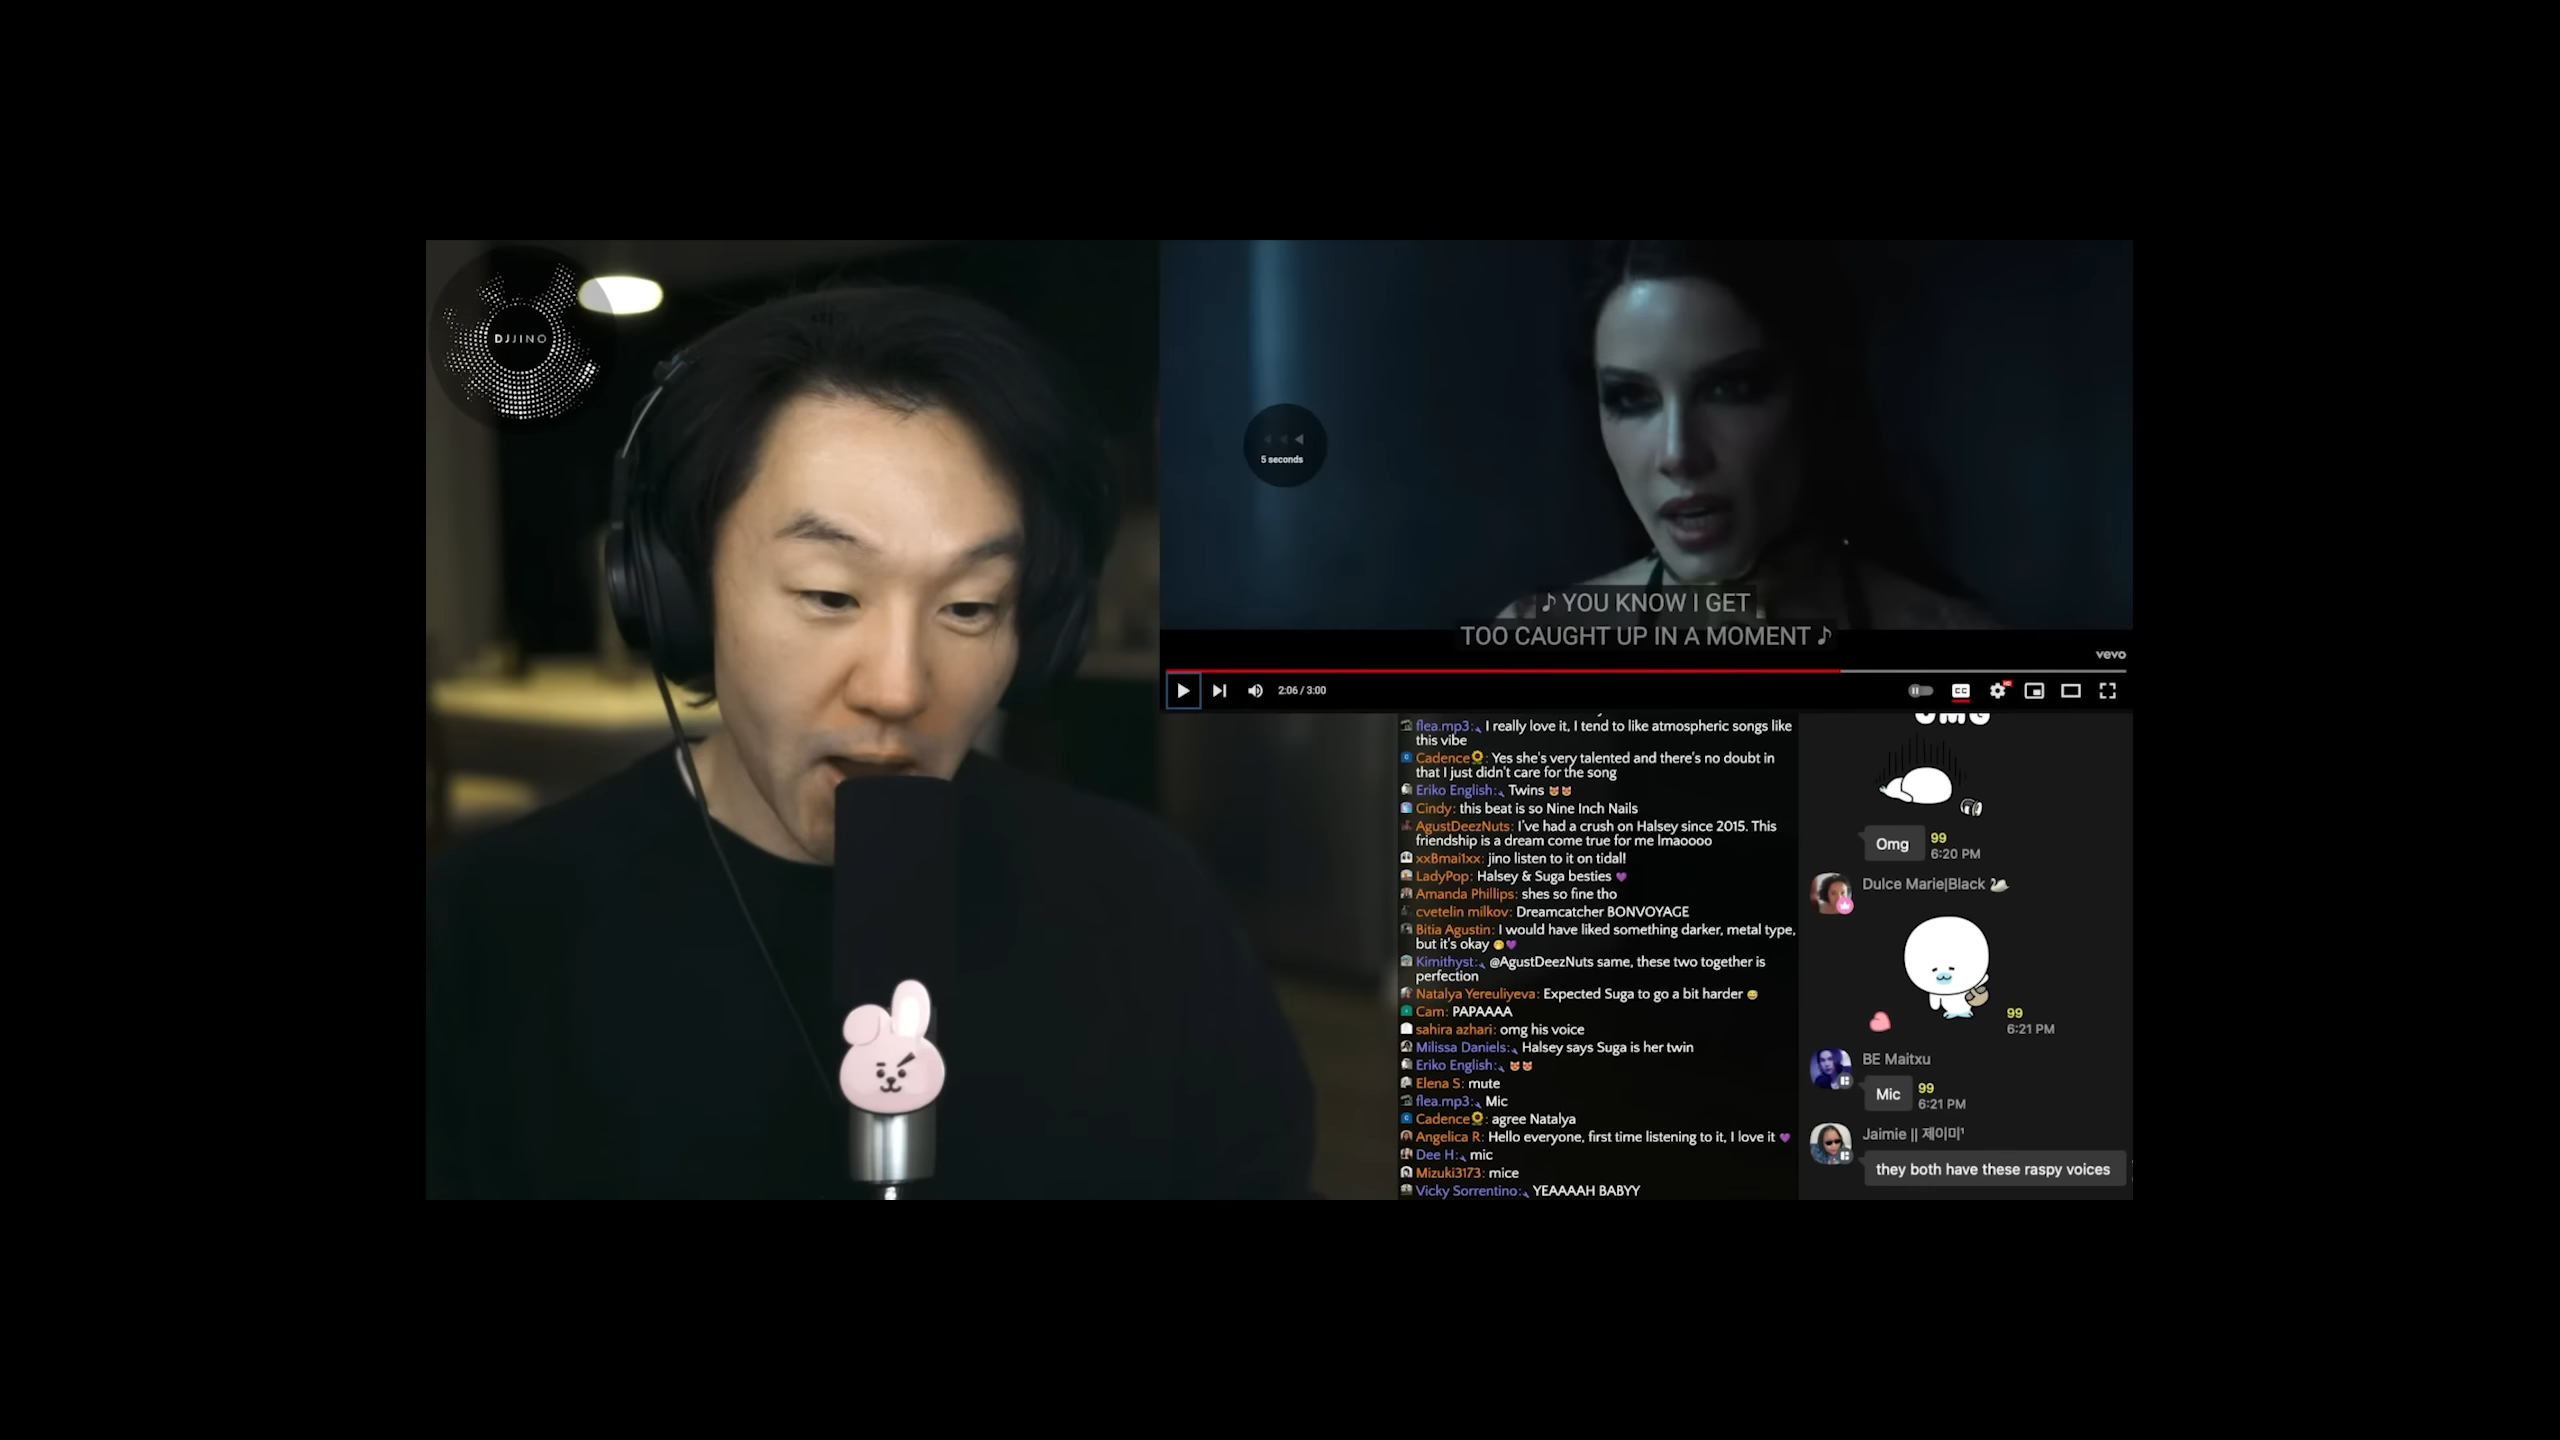 DJJINO
5 seconds
♪ YOU KNOW I GET
TOO CAUGHT UP IN A MOMENT ♪
vevo
2:06 / 3:00
CC
HD
flea.mp3: I really love it, I tend to like atmospheric songs like
this vibe
Cadence🌻: Yes she's very talented and there's no doubt in
that I just didn't care for the song
Eriko English: Twins 😻😻
Cindy: this beat is so Nine Inch Nails
AgustDeezNuts: I've had a crush on Halsey since 2015. This
friendship is a dream come true for me lmaoooo
xxBmai1xx: jino listen to it on tidal!
LadyPop: Halsey & Suga besties 💜
Amanda Phillips: shes so fine tho
cvetelin milkov: Dreamcatcher BONVOYAGE
Bitia Agustin: I would have liked something darker, metal type,
but it's okay 🤭💜
Kimithyst: @AgustDeezNuts same, these two together is
perfection
Natalya Yereuliyeva: Expected Suga to go a bit harder 😅
Cam: PAPAAAA
sahira azhari: omg his voice
Milissa Daniels: Halsey says Suga is her twin
Eriko English: 😻😻
Elena S: mute
flea.mp3: Mic
Cadence🌻: agree Natalya
Angelica R: Hello everyone, first time listening to it, I love it 💜
Dee H: mic
Mizuki3173: mice
Vicky Sorrentino: YEAAAAH BABYY
OMG
Omg
99
6:20 PM
Dulce Marie|Black 🦢
99
6:21 PM
BE Maitxu
Mic
99
6:21 PM
Jaimie || 제이미¹
they both have these raspy voices